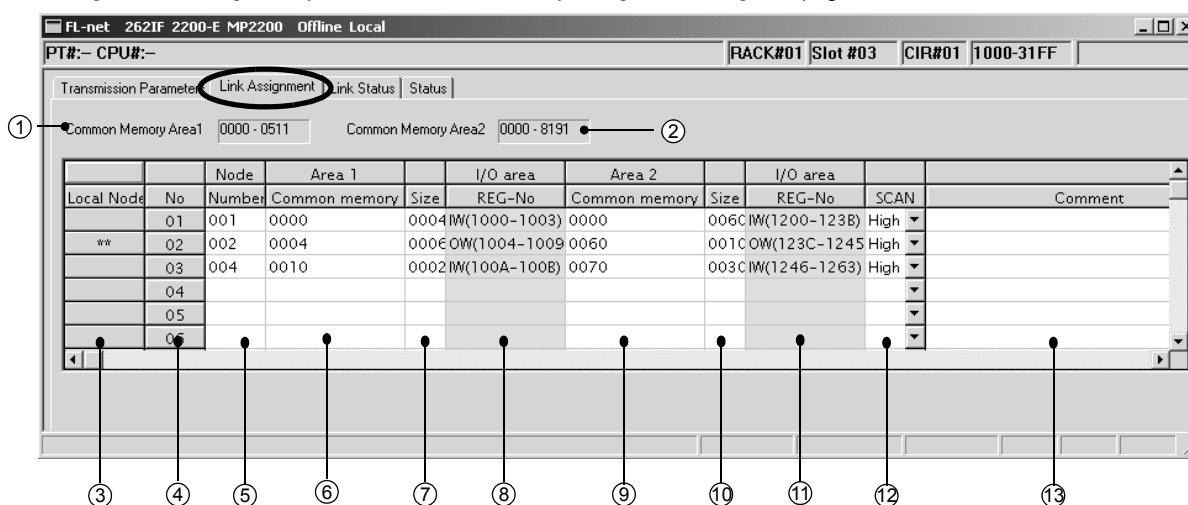 FL-net 262IF 2200-E MP2200 Offline Local
PT#:– CPU#:–
RACK#01 Slot #03 CIR#01 1000-31FF
Transmission Parameters Link Assignment Link Status Status
① Common Memory Area1 0000 - 0511 Common Memory Area2 0000 - 8191 ②
Node Area 1 I/O area Area 2 I/O area
Local Node No Number Common memory Size REG-No Common memory Size REG-No SCAN Comment
01 001 0000 0004 IW(1000-1003) 0000 0060 IW(1200-123B) High
** 02 002 0004 0006 OW(1004-1009 0060 0010 OW(123C-1245 High
03 004 0010 0002 IW(100A-100B) 0070 0030 IW(1246-1263) High
04
05
06
③ ④ ⑤ ⑥ ⑦ ⑧ ⑨ ⑩ ⑪ ⑫ ⑬